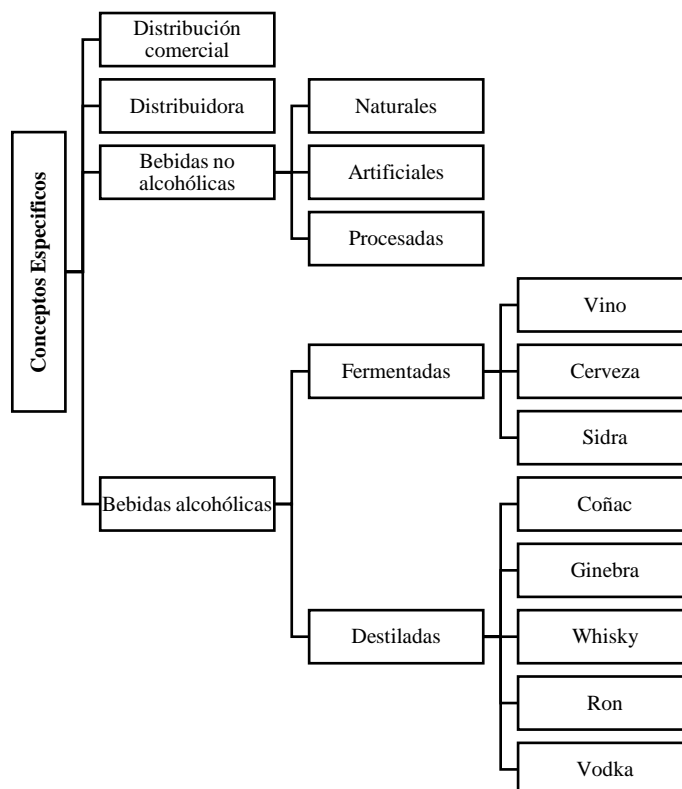 Conceptos Especificos
Distribución
comercial
Distribuidora
Bebidas no
alcohólicas
Naturales
Artificiales
Procesadas
Bebidas alcohólicas
Fermentadas
Vino
Cerveza
Sidra
Destiladas
Coñac
Ginebra
Whisky
Ron
Vodka